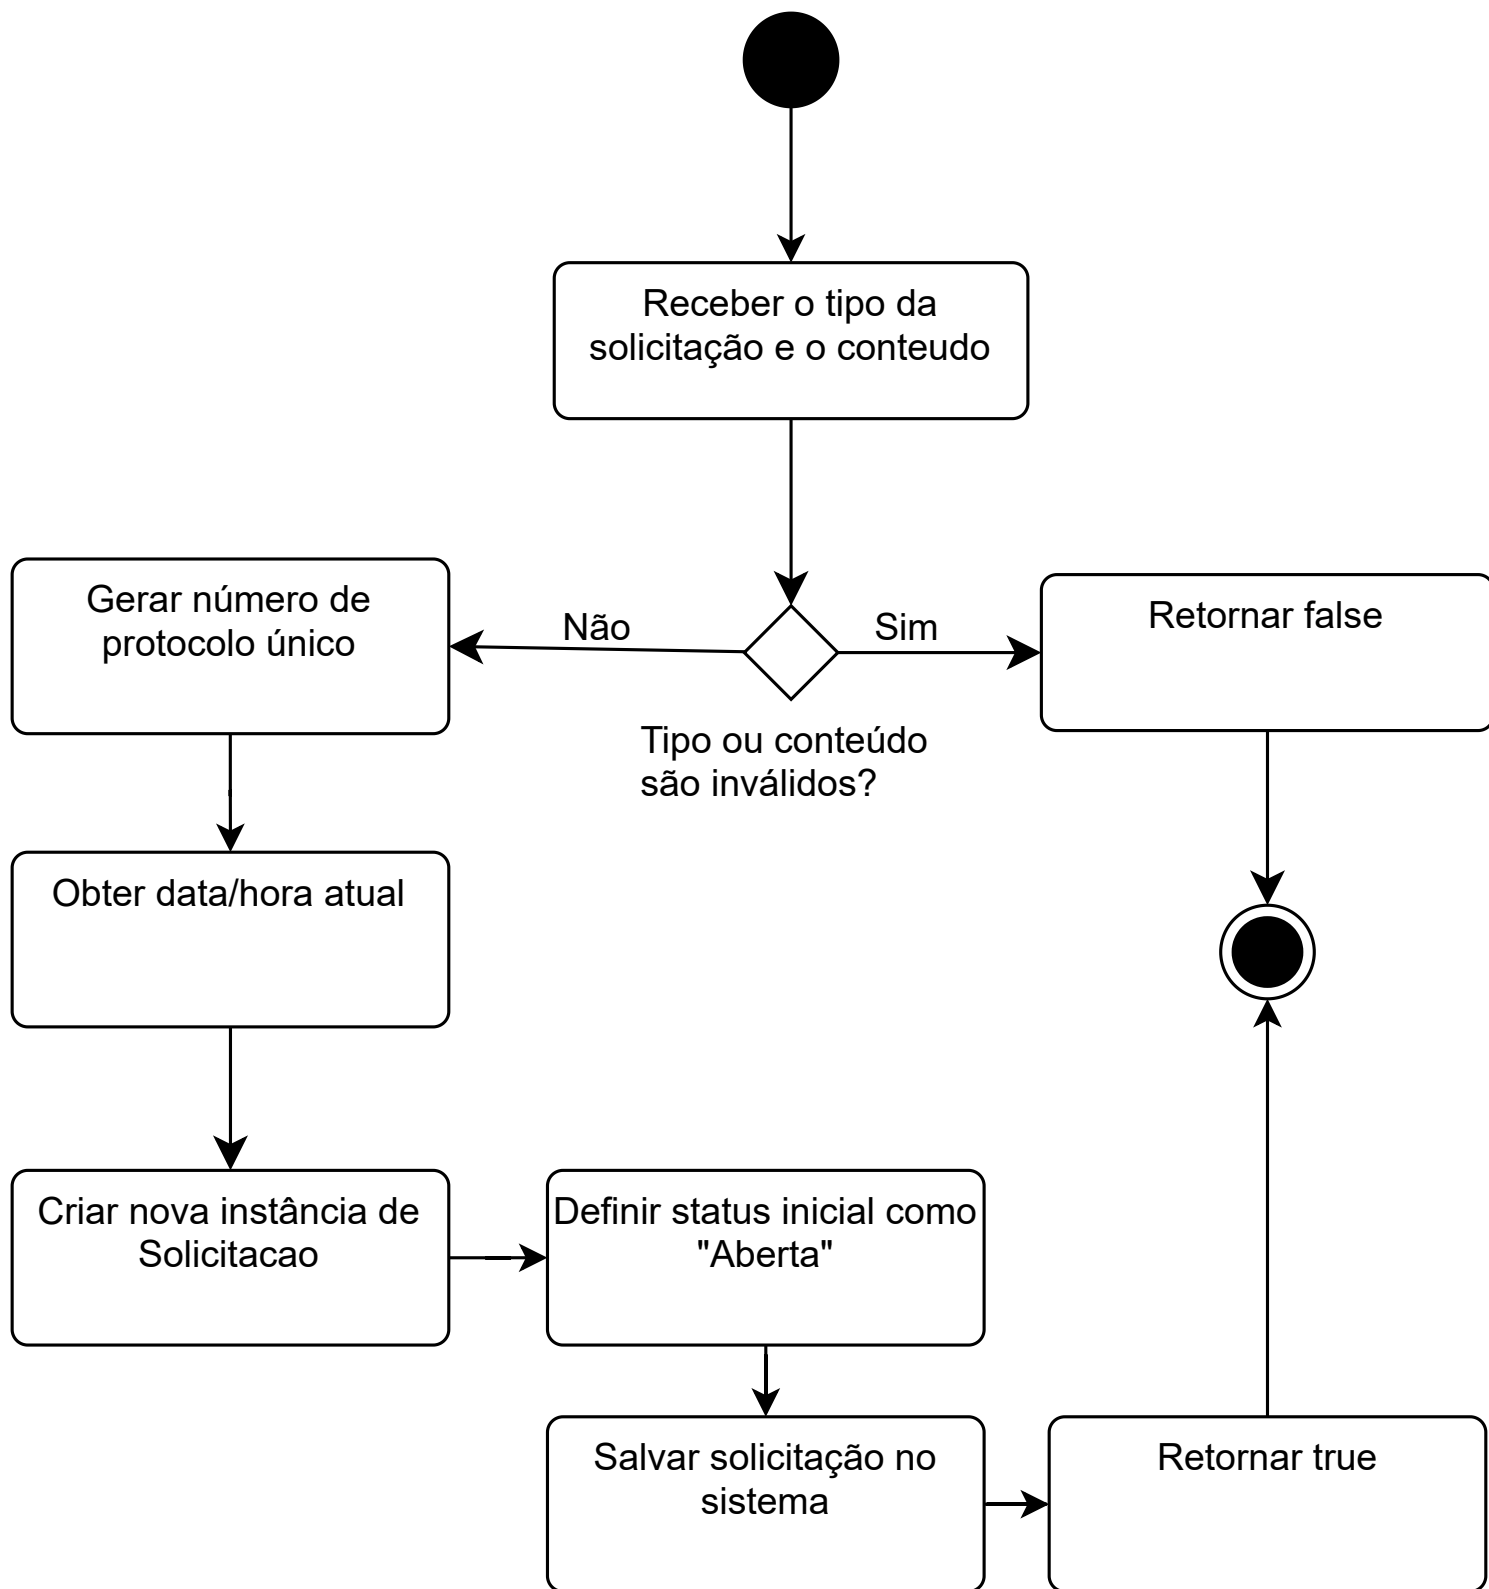 Receber o tipo da
solicitação e o conteudo
Gerar número de
protocolo único
Não
Sim
Retornar false
Tipo ou conteúdo
são inválidos?
Obter data/hora atual
Criar nova instância de
Solicitacao
Definir status inicial como
"Aberta"
Salvar solicitação no
sistema
Retornar true